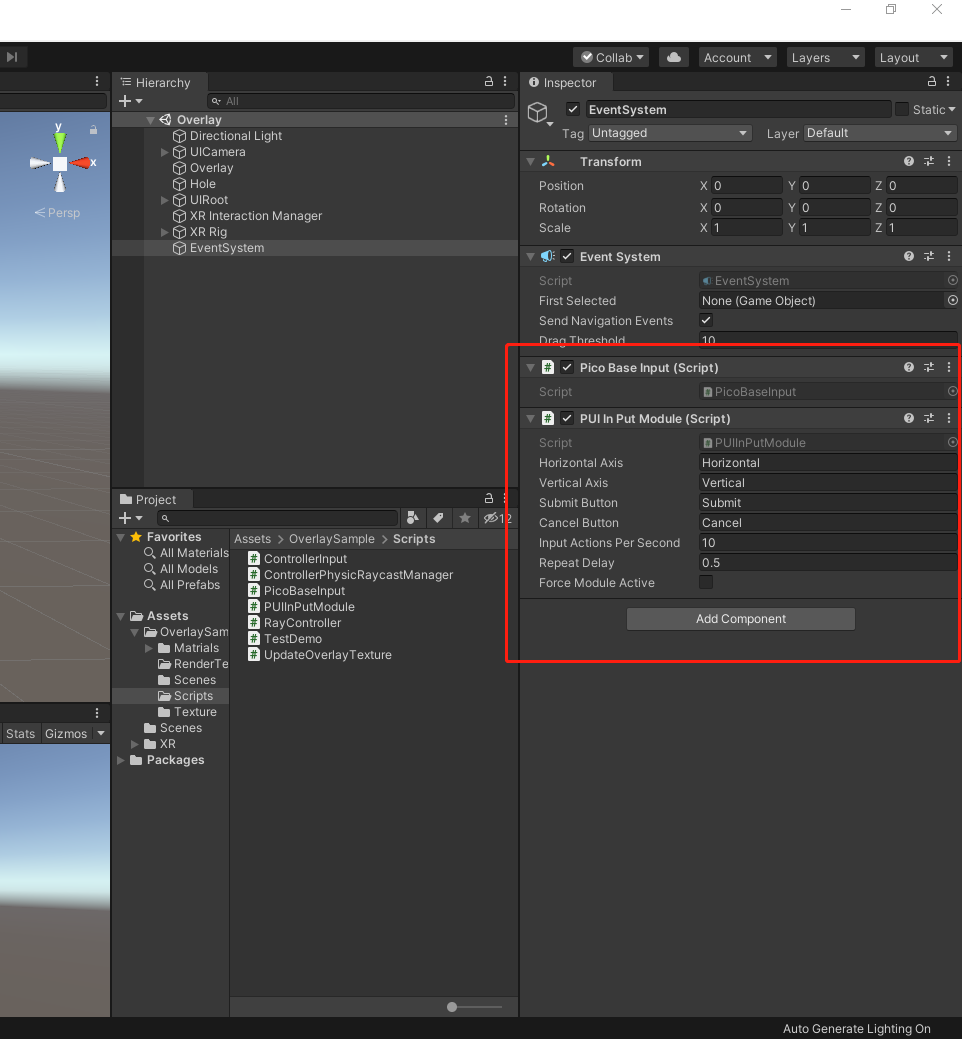 Collab
Account
Layers
Layout
Hierarchy
All
Overlay
Directional Light
UICamera
Overlay
Hole
UIRoot
XR Interaction Manager
XR Rig
EventSystem
y
x
Persp
Stats Gizmos
Project
12
Favorites
All Materials
All Models
All Prefabs
Assets
OverlaySam
Matrials
RenderTe
Scenes
Scripts
Texture
Scenes
XR
Packages
Assets > OverlaySample > Scripts
ControllerInput
ControllerPhysicRaycastManager
PicoBaseInput
PUIInPutModule
RayController
TestDemo
UpdateOverlayTexture
Inspector
EventSystem
Static
Tag Untagged
Layer Default
Transform
Position X 0 Y 0 Z 0
Rotation X 0 Y 0 Z 0
Scale X 1 Y 1 Z 1
Event System
Script EventSystem
First Selected None (Game Object)
Send Navigation Events
Drag Threshold 10
Pico Base Input (Script)
Script PicoBaseInput
PUI In Put Module (Script)
Script PUIInPutModule
Horizontal Axis Horizontal
Vertical Axis Vertical
Submit Button Submit
Cancel Button Cancel
Input Actions Per Second 10
Repeat Delay 0.5
Force Module Active
Add Component
Auto Generate Lighting On